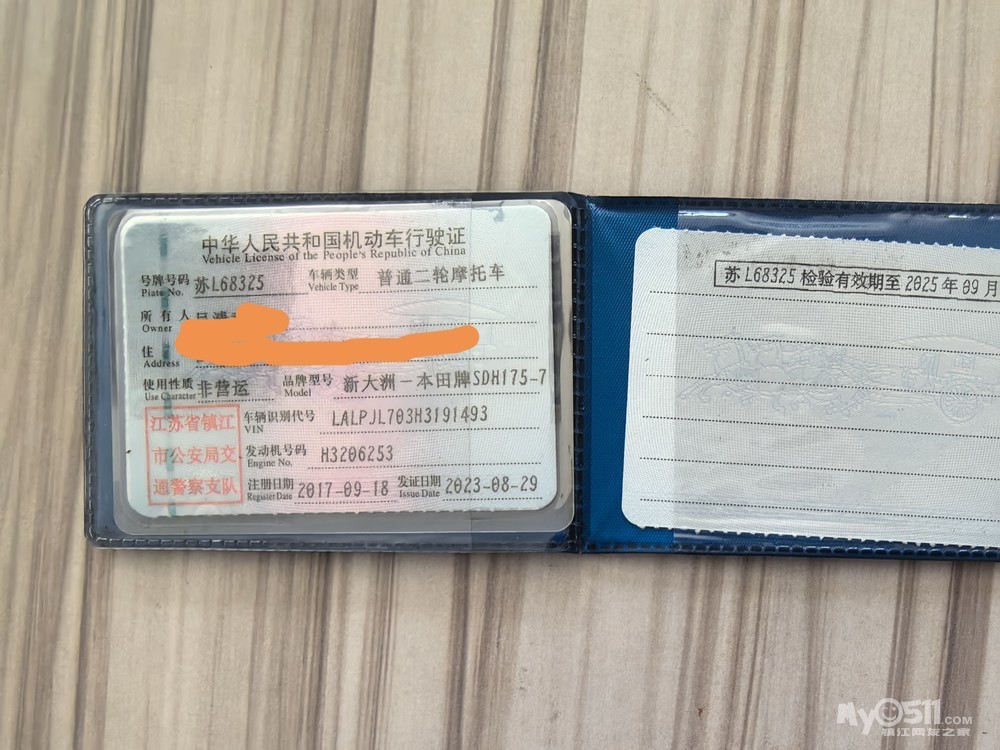 中华人民共和国机动车行驶证
Vehicle License of the People's Republic of China
号牌号码 苏L68325 车辆类型 普通二轮摩托车
Plate No. Vehicle Type
所有人
Owner
住
Address
使用性质 非营运 品牌型号 新大洲-本田牌SDH175-7
Use Character Model
江苏省镇江
市公安局交
通警察支队
车辆识别代号 LALPJL703H3191493
VIN
发动机号码 H3206253
Engine No.
注册日期 2017-09-18 发证日期 2023-08-29
Register Date Issue Date
苏L68325 检验有效期至 2025年09月
My0511.COM
镇江网友之家